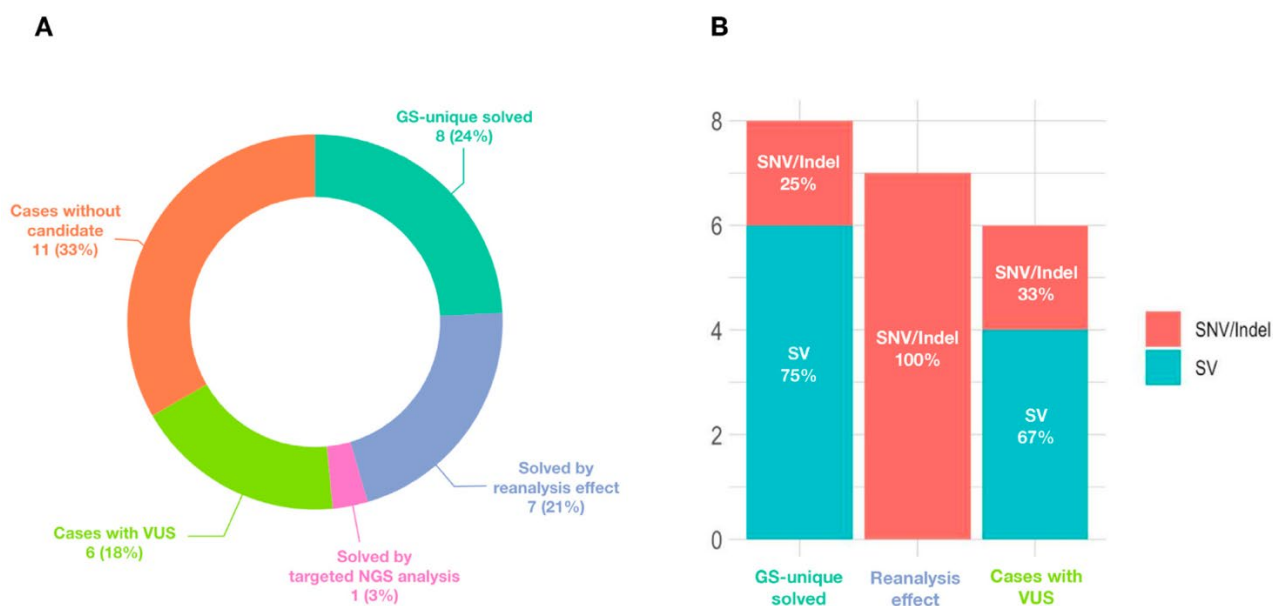 A
GS-unique solved
8 (24%)
Cases without
candidate
11 (33%)
Solved by
reanalysis effect
7 (21%)
Cases with VUS
6 (18%)
Solved by
targeted NGS analysis
1 (3%)
B
8
6
4
2
0
SNV/Indel
25%
SV
75%
SNV/Indel
100%
SNV/Indel
33%
SV
67%
GS-unique
solved
Reanalysis
effect
Cases with
VUS
SNV/Indel
SV